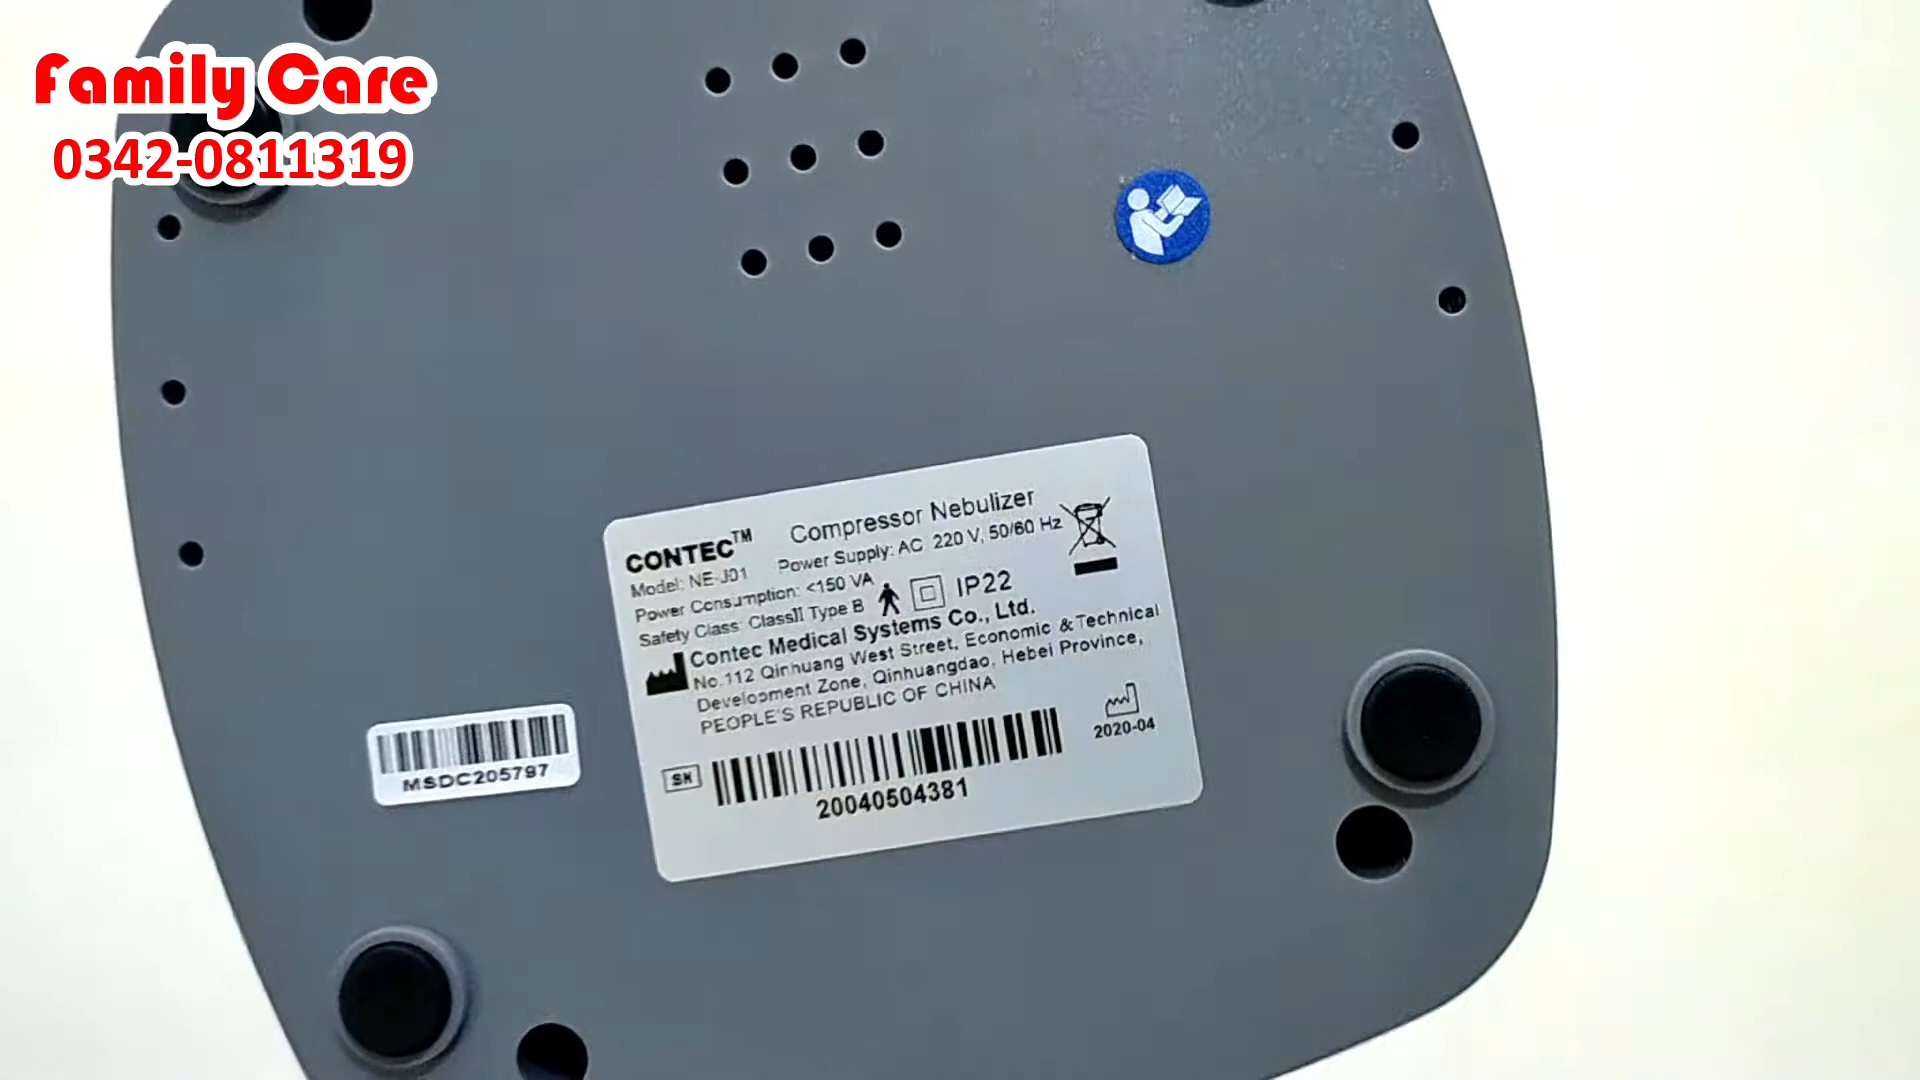 Family Care
0342-0811319
CONTEC™ Compressor Nebulizer
Model: NE-J01 Power Supply: AC 220 V, 50/60 Hz
Power Consumption: <150 VA
Safety Class: ClassII Type B IP22
Contec Medical Systems Co., Ltd.
No.112 Qinhuang West Street, Economic & Technical
Development Zone, Qinhuangdao, Hebei Province,
PEOPLE'S REPUBLIC OF CHINA
2020-04
SN
20040504381
MSDC205797